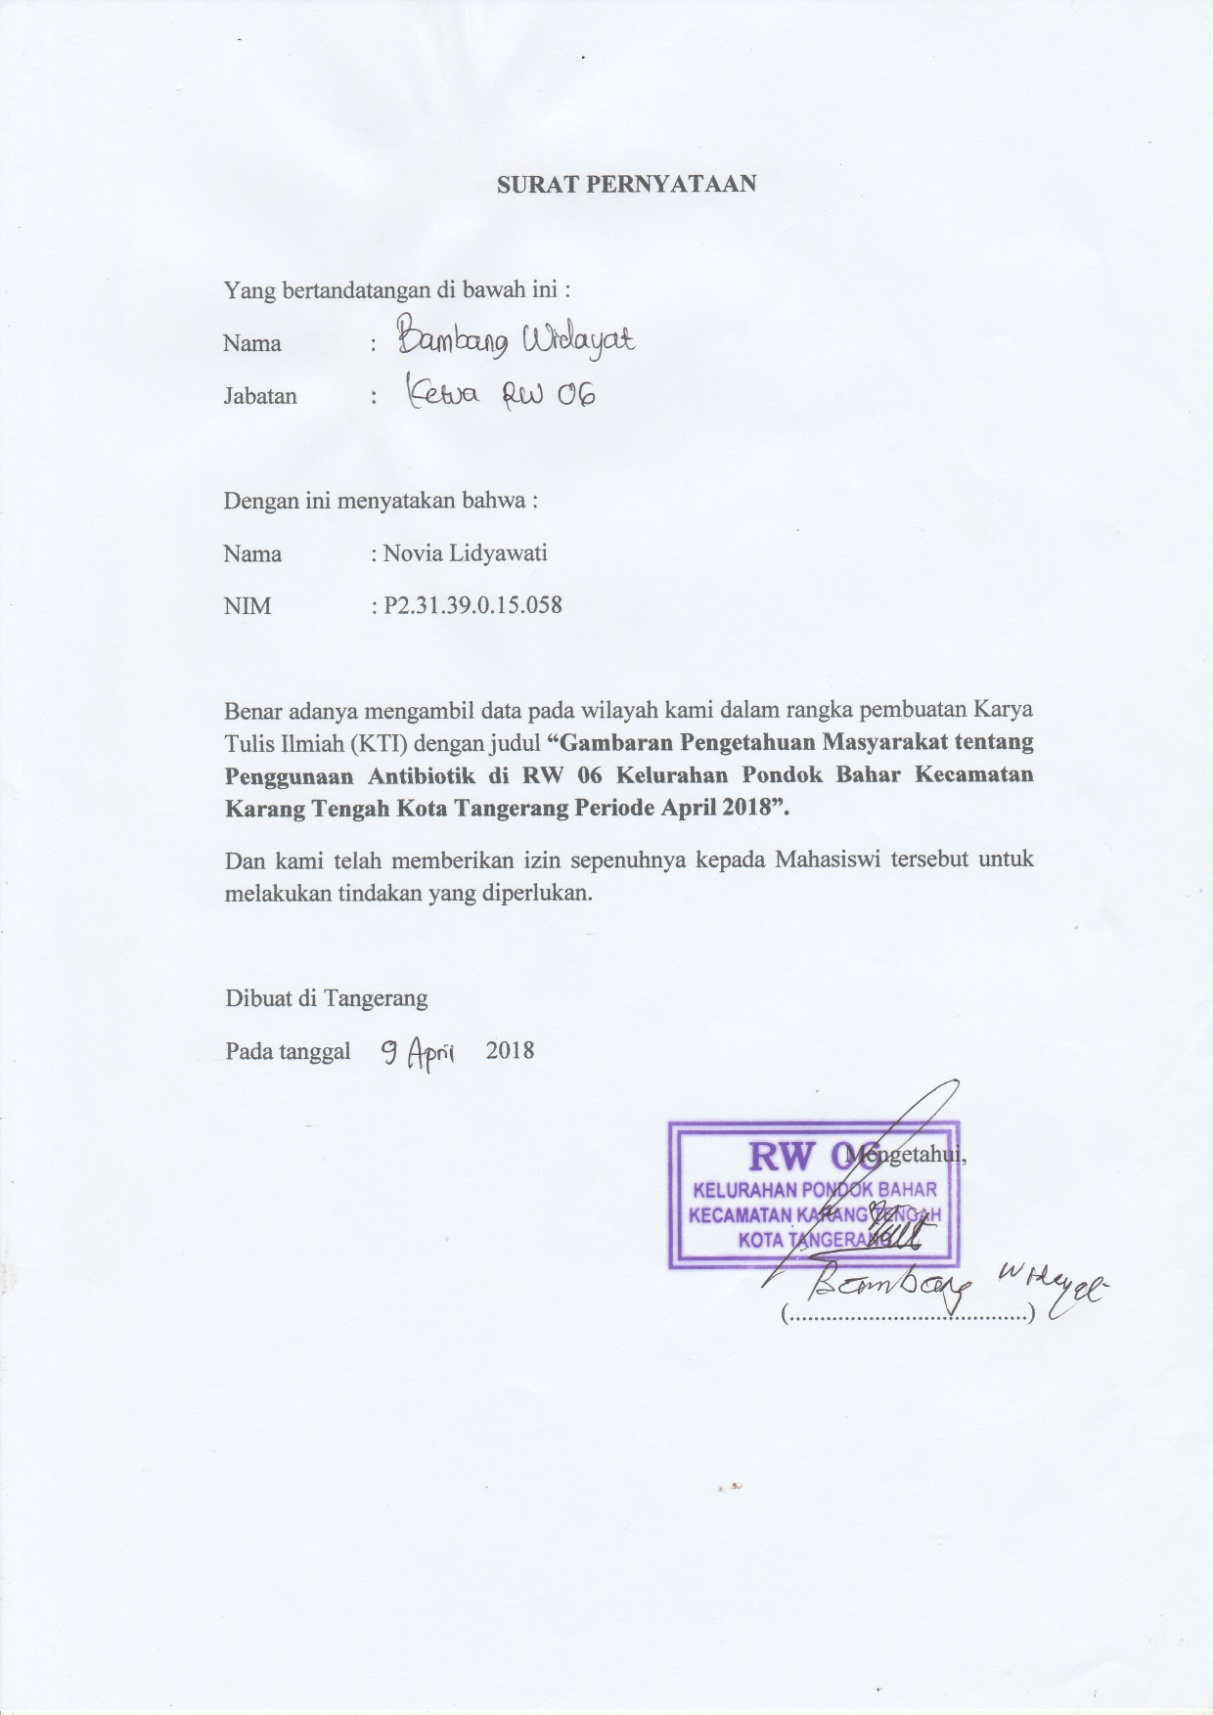 SURAT PERNYATAAN
Yang bertandatangan di bawah ini :
Nama : Bambang Widayat
Jabatan : Ketua RW 06
Dengan ini menyatakan bahwa :
Nama : Novia Lidyawati
NIM : P2.31.39.0.15.058
Benar adanya mengambil data pada wilayah kami dalam rangka pembuatan Karya
Tulis Ilmiah (KTI) dengan judul “Gambaran Pengetahuan Masyarakat tentang
Penggunaan Antibiotik di RW 06 Kelurahan Pondok Bahar Kecamatan
Karang Tengah Kota Tangerang Periode April 2018”.
Dan kami telah memberikan izin sepenuhnya kepada Mahasiswi tersebut untuk
melakukan tindakan yang diperlukan.
Dibuat di Tangerang
Pada tanggal 9 April 2018
Mengetahui,
RW 06
KELURAHAN PONDOK BAHAR
KECAMATAN KARANG TENGAH
KOTA TANGERANG
Bambang Widayat
(........................................)